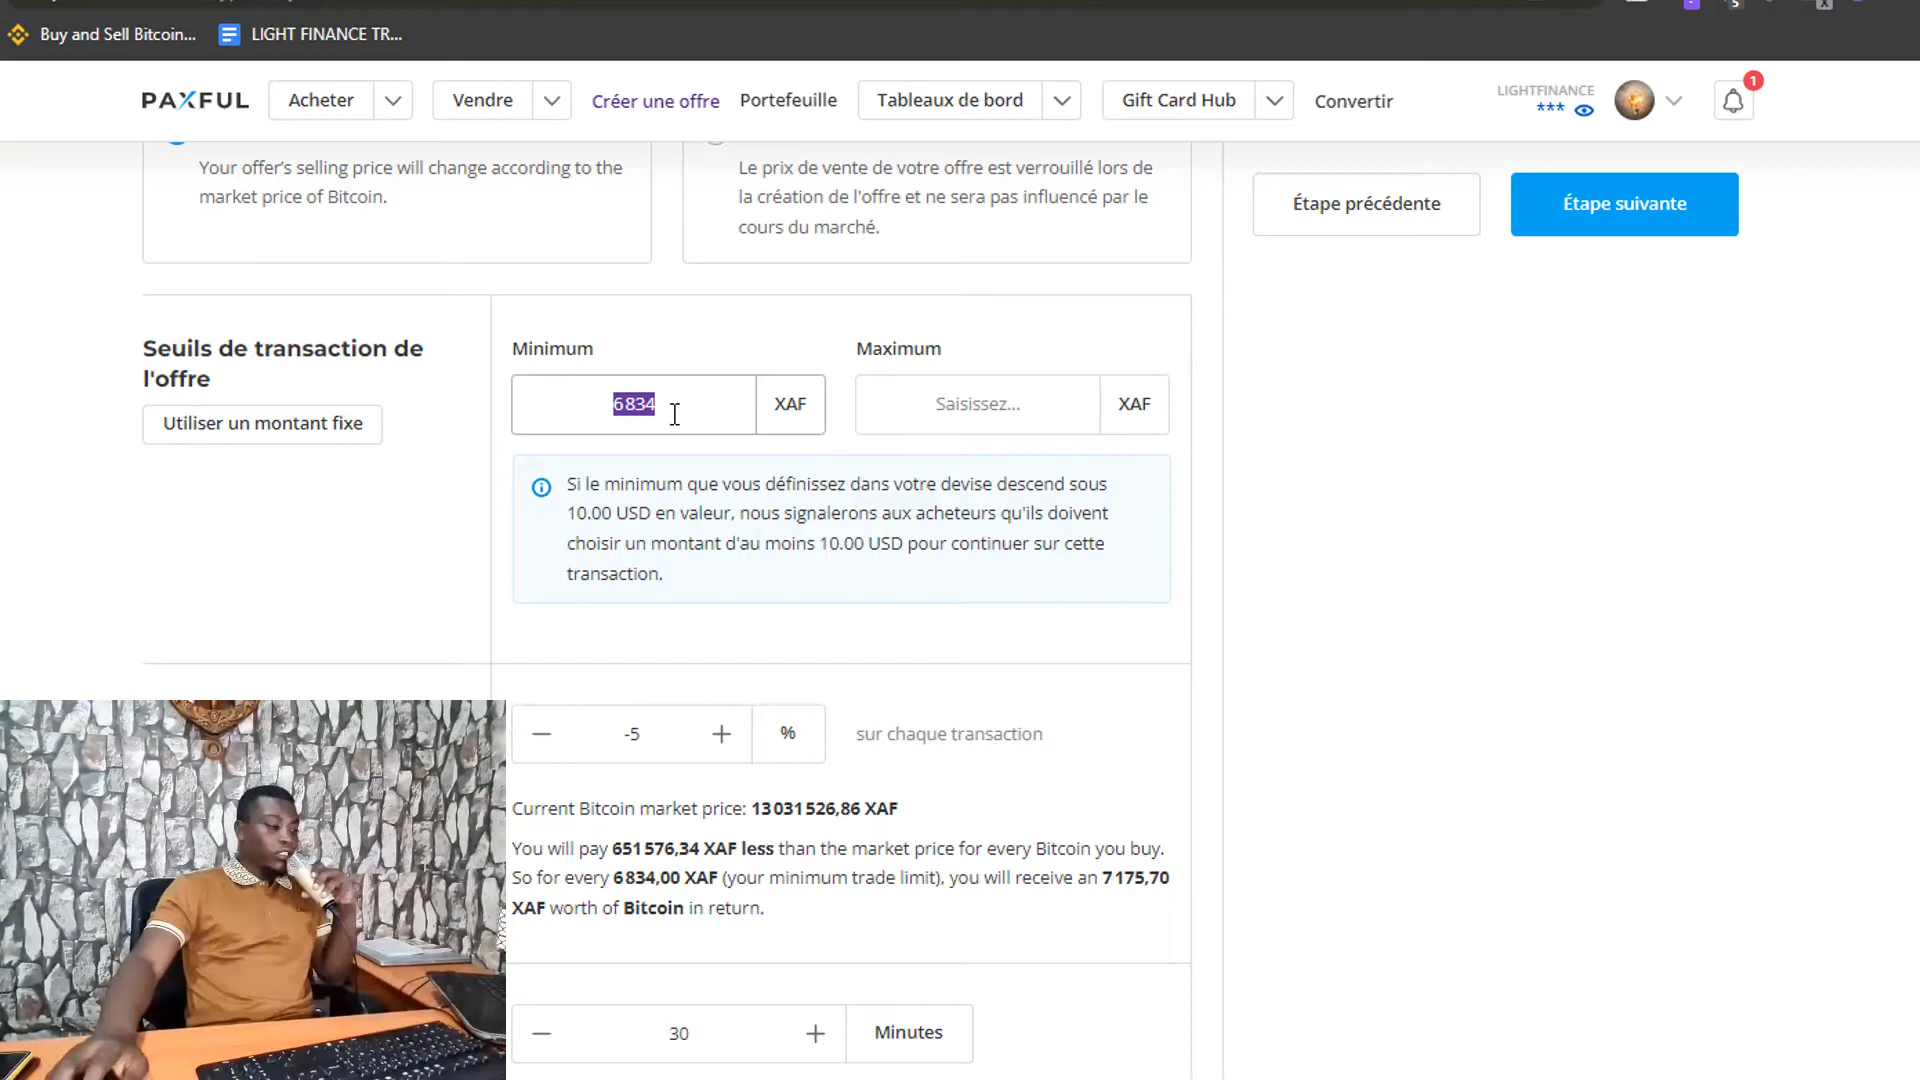 Buy and Sell Bitcoin... LIGHT FINANCE TR...
PAXFUL Acheter Vendre Créer une offre Portefeuille Tableaux de bord Gift Card Hub Convertir LIGHTFINANCE 1
***
Your offer's selling price will change according to the
market price of Bitcoin.
Le prix de vente de votre offre est verrouillé lors de
la création de l'offre et ne sera pas influencé par le
cours du marché.
Étape précédente Étape suivante
Seuils de transaction de
l'offre
Utiliser un montant fixe
Minimum Maximum
6 834 XAF Saisissez... XAF
Si le minimum que vous définissez dans votre devise descend sous
10.00 USD en valeur, nous signalerons aux acheteurs qu'ils doivent
choisir un montant d'au moins 10.00 USD pour continuer sur cette
transaction.
-5 % sur chaque transaction
Current Bitcoin market price: 13 031 526,86 XAF
You will pay 651 576,34 XAF less than the market price for every Bitcoin you buy.
So for every 6 834,00 XAF (your minimum trade limit), you will receive an 7 175,70
XAF worth of Bitcoin in return.
30 Minutes